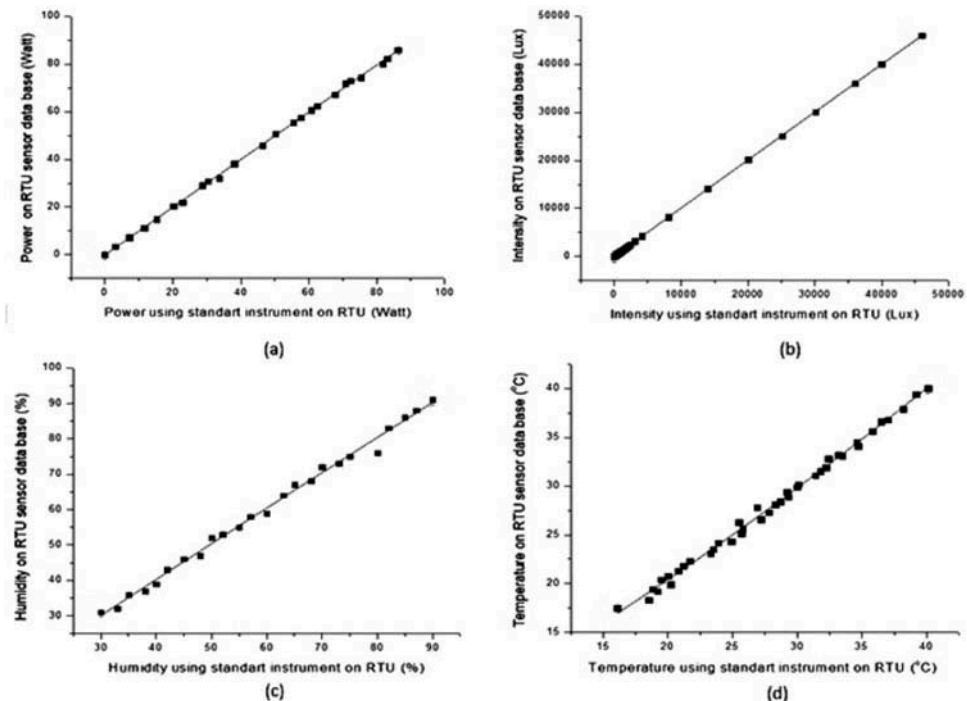 100
80
60
40
20
0
Power on RTU sensor data base (Watt)
0 20 40 60 80 100
Power using standart instrument on RTU (Watt)
(a)
50000
40000
30000
20000
10000
0
Intensity on RTU sensor data base (Lux)
0 10000 20000 30000 40000 50000
Intensity using standart instrument on RTU (Lux)
(b)
100
90
80
70
60
50
40
30
Humidity on RTU sensor data base (%)
30 40 50 60 70 80 90
Humidity using standart instrument on RTU (%)
(c)
40
35
30
25
20
15
Temperature on RTU sensor data base (°C)
15 20 25 30 35 40
Temperature using standart instrument on RTU (°C)
(d)